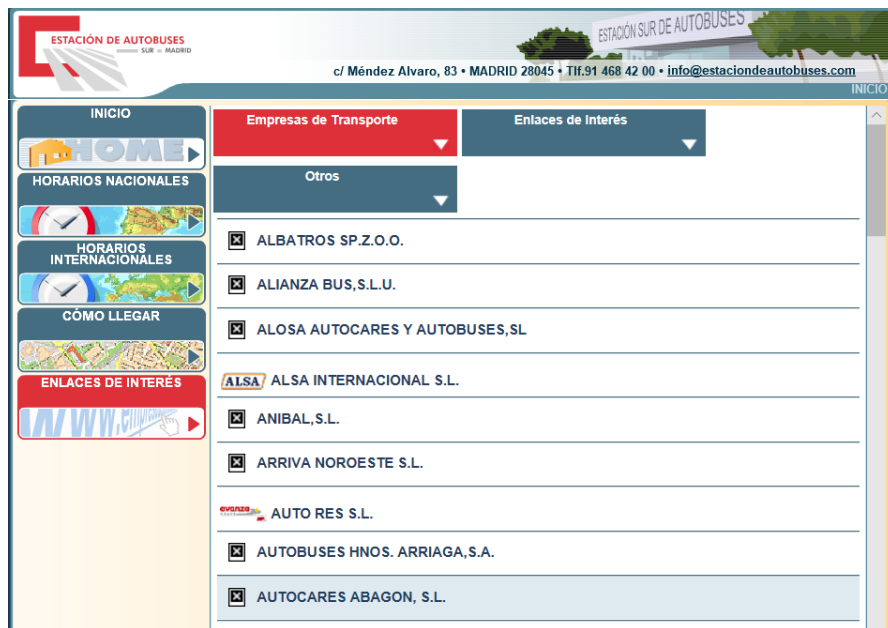 ESTACIÓN DE AUTOBUSES
SUR = MADRID
ESTACIÓN SUR DE AUTOBUSES
c/ Méndez Alvaro, 83 • MADRID 28045 • Tlf.91 468 42 00 • info@estaciondeautobuses.com
INICIO
INICIO
HOME
HORARIOS NACIONALES
HORARIOS
INTERNACIONALES
CÓMO LLEGAR
ENLACES DE INTERÉS
Empresas de Transporte
Enlaces de Interés
Otros
ALBATROS SP.Z.O.O.
ALIANZA BUS,S.L.U.
ALOSA AUTOCARES Y AUTOBUSES,SL
ALSA ALSA INTERNACIONAL S.L.
ANIBAL,S.L.
ARRIVA NOROESTE S.L.
avanza AUTO RES S.L.
AUTOBUSES HNOS. ARRIAGA,S.A.
AUTOCARES ABAGON, S.L.